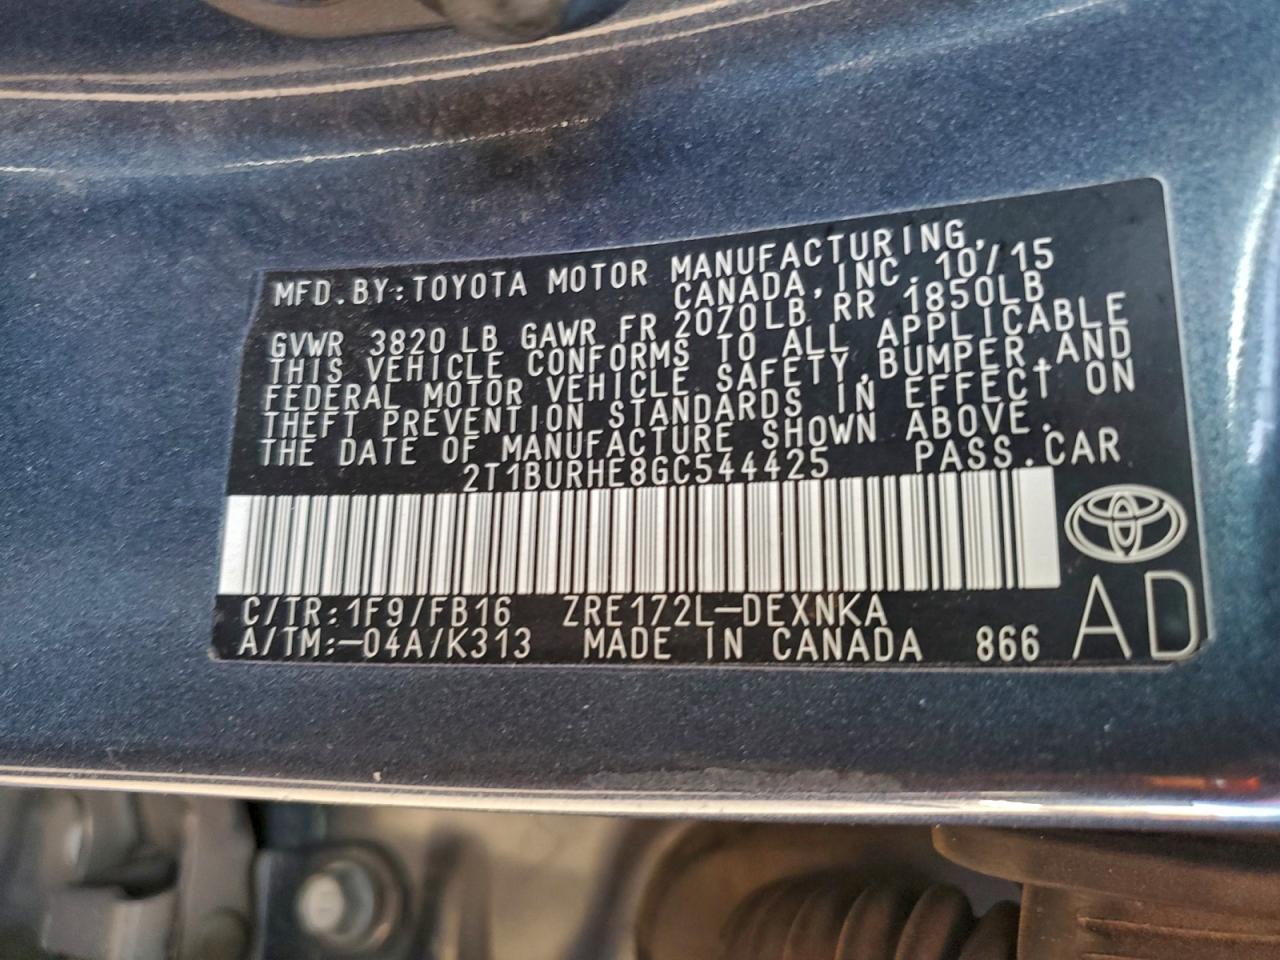 MFD.BY:TOYOTA MOTOR MANUFACTURING,
CANADA, INC. 10/15
GVWR 3820 LB GAWR FR 2070LB RR 1850LB
THIS VEHICLE CONFORMS TO ALL APPLICABLE
FEDERAL MOTOR VEHICLE SAFETY, BUMPER, AND
THEFT PREVENTION STANDARDS IN EFFECT ON
THE DATE OF MANUFACTURE SHOWN ABOVE.
2T1BURHE8GC544425 PASS.CAR
C/TR:1F9/FB16 ZRE172L-DEXNKA
A/TM:-04A/K313 MADE IN CANADA 866
AD